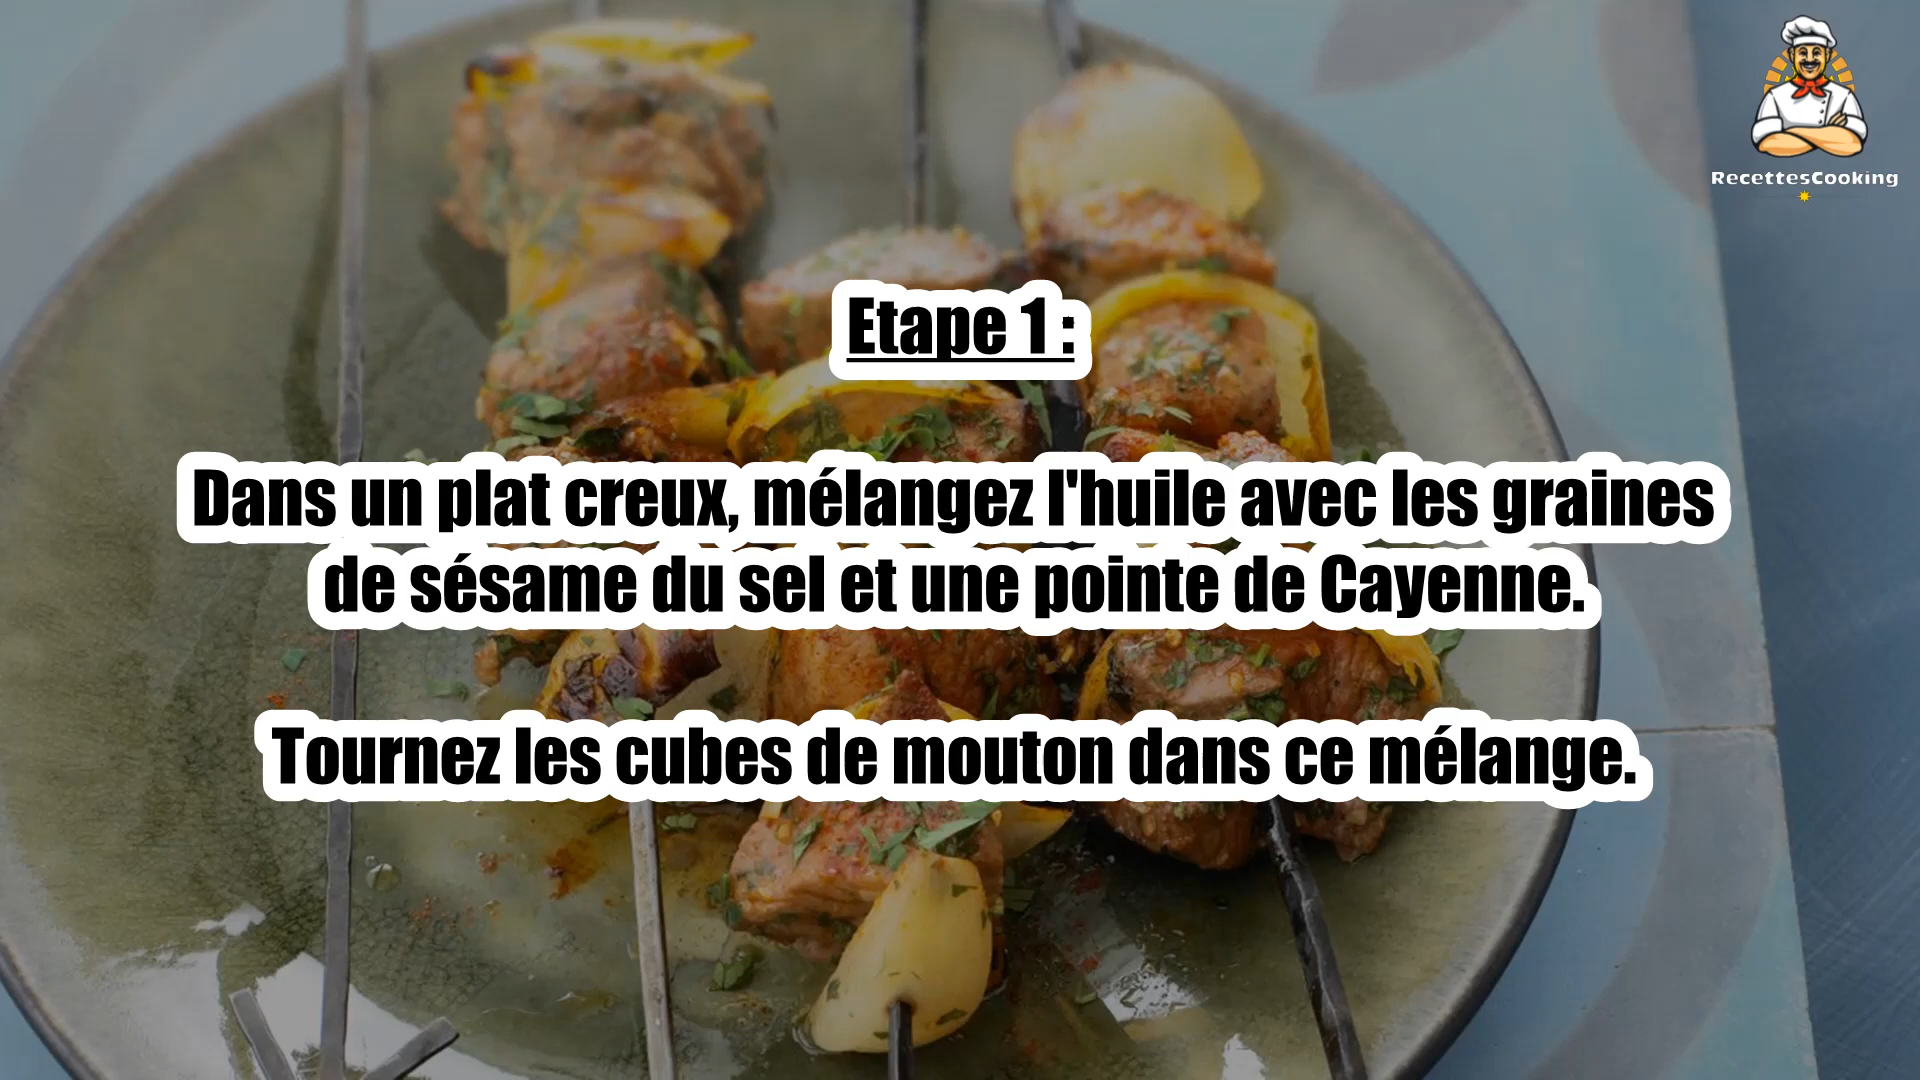 RecettesCooking
Etape 1 :
Dans un plat creux, mélangez l'huile avec les graines
de sésame du sel et une pointe de Cayenne.
Tournez les cubes de mouton dans ce mélange.